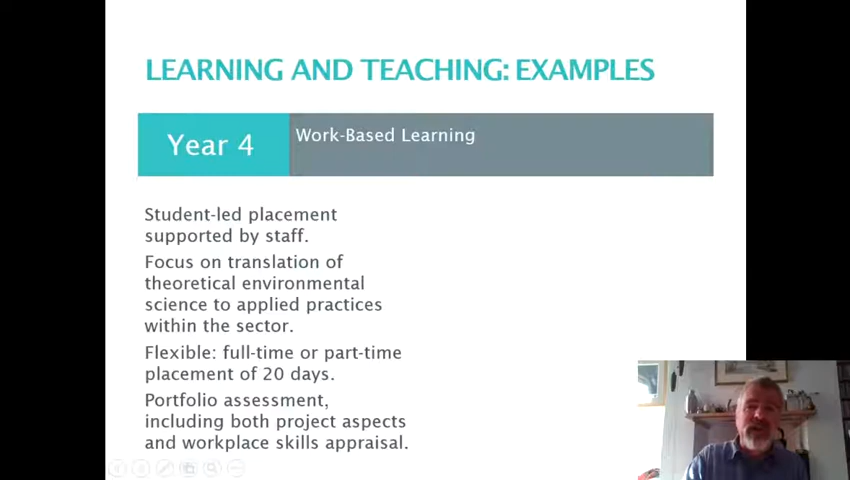 LEARNING AND TEACHING: EXAMPLES
Year 4
Work-Based Learning
Student-led placement
supported by staff.
Focus on translation of
theoretical environmental
science to applied practices
within the sector.
Flexible: full-time or part-time
placement of 20 days.
Portfolio assessment,
including both project aspects
and workplace skills appraisal.